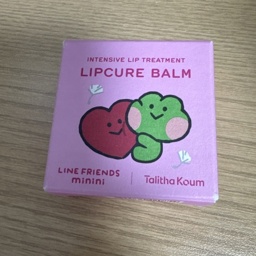 INTENSIVE LIP TREATMENT
LIPCURE BALM
LINE FRIENDS
minini
Talitha Koum